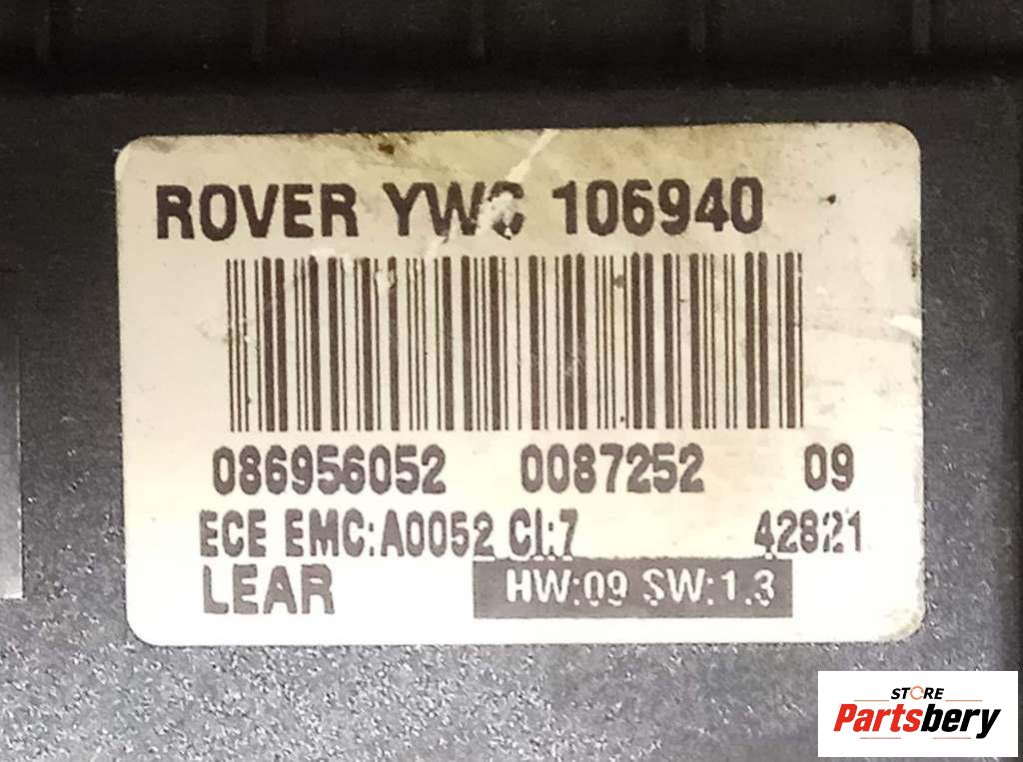 ROVER YWC 106940
086956052 0087252 09
ECE EMC:A0052 CI:7 42821
LEAR HW:09 SW:1.3
STORE
Partsbery